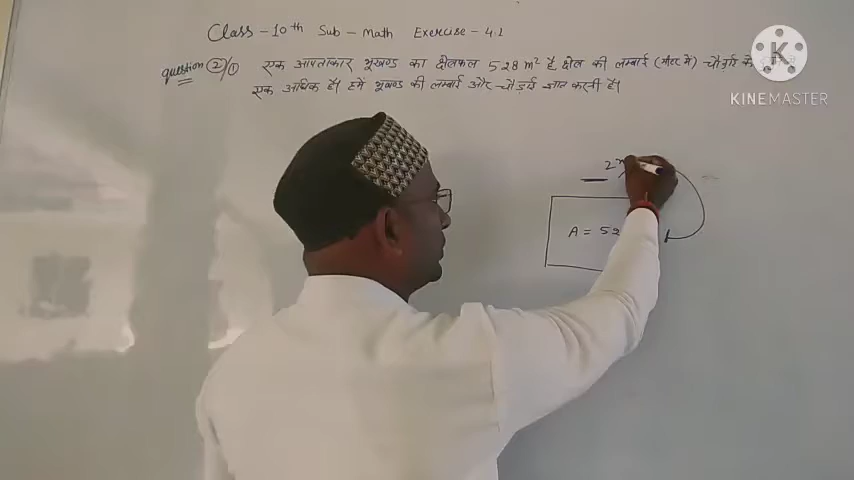 Class - 10th Sub - Math Exercise - 4.1
question ②/① एक आयताकार भूखण्ड का क्षेत्रफल 528 m² है, क्षेत्र की लम्बाई (मीटर में) चौड़ाई के
एक अधिक है। हमें भूखण्ड की लम्बाई और चौड़ाई ज्ञात करनी है।
A = 52
KINEMASTER